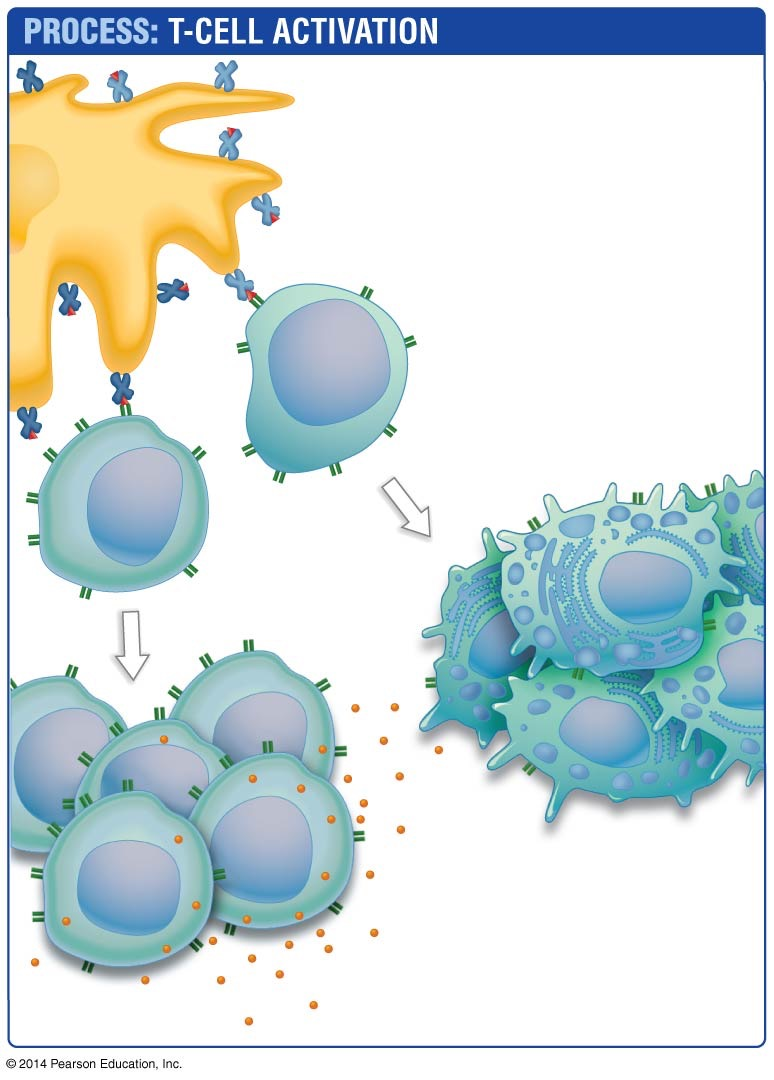 PROCESS: T-CELL ACTIVATION
© 2014 Pearson Education, Inc.